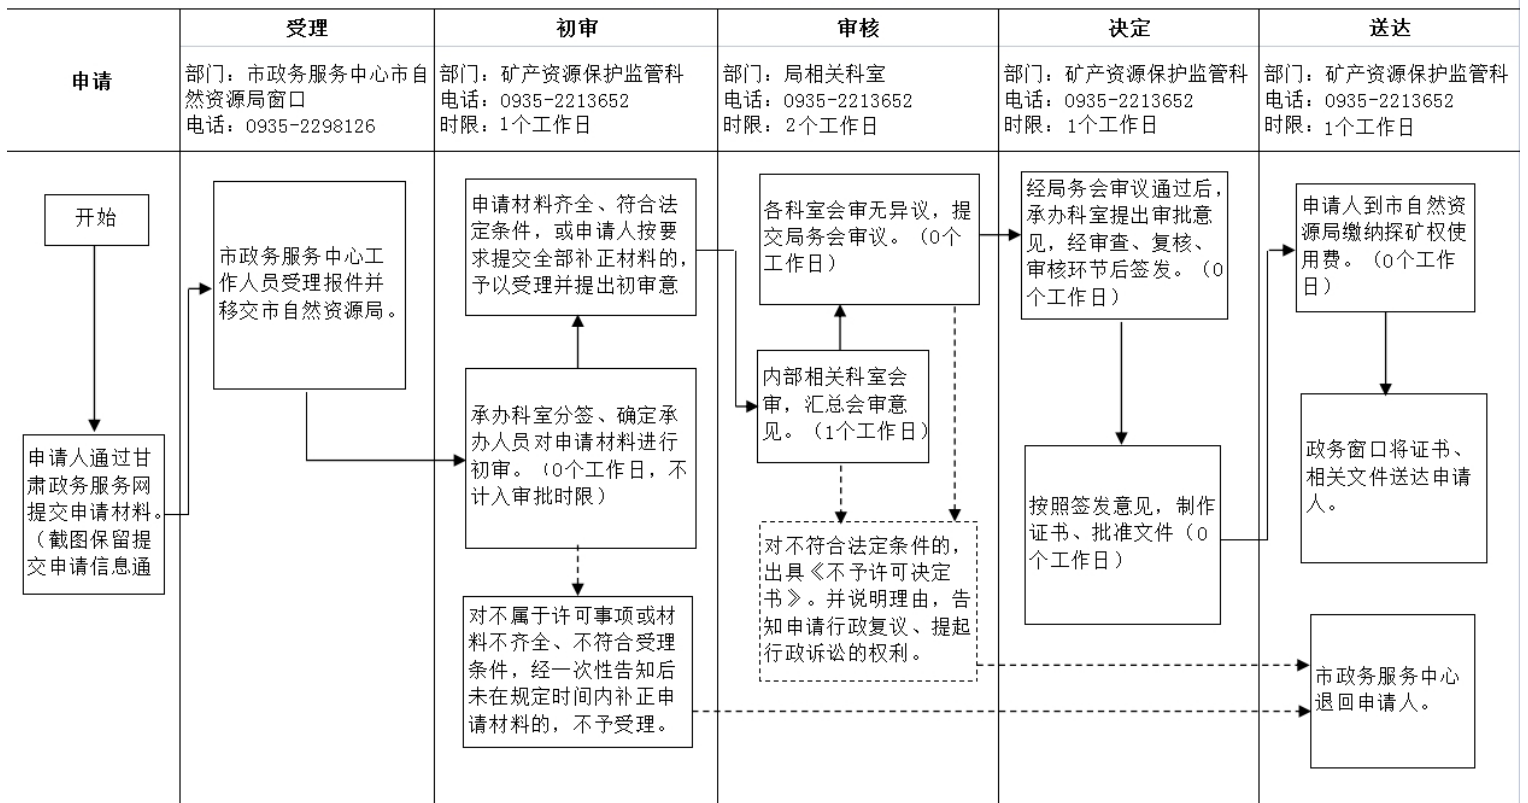 申请
受理
部门：市政务服务中心市自
然资源局窗口
电话：0935-2298126
初审
部门：矿产资源保护监管科
电话：0935-2213652
时限：1个工作日
审核
部门：局相关科室
电话：0935-2213652
时限：2个工作日
决定
部门：矿产资源保护监管科
电话：0935-2213652
时限：1个工作日
送达
部门：矿产资源保护监管科
电话：0935-2213652
时限：1个工作日
开始
申请人通过甘
肃政务服务网
提交申请材料。
（截图保留提
交申请信息通
市政务服务中心工
作人员受理报件并
移交市自然资源局。
申请材料齐全、符合法
定条件，或申请人按要
求提交全部补正材料的，
予以受理并提出初审意
承办科室分签、确定承
办人员对申请材料进行
初审。（0个工作日，不
计入审批时限）
对不属于许可事项或材
料不齐全、不符合受理
条件，经一次性告知后
未在规定时间内补正申
请材料的，不予受理。
各科室会审无异议，提
交局务会审议。（0个
工作日）
内部相关科室会
审，汇总会审意
见。（1个工作日）
对不符合法定条件的，
出具《不予许可决定
书》。并说明理由，告
知申请行政复议、提起
行政诉讼的权利。
经局务会审议通过后，
承办科室提出审批意
见，经审查、复核、
审核环节后签发。（0
个工作日）
按照签发意见，制作
证书、批准文件（0
个工作日）
申请人到市自然资
源局缴纳探矿权使
用费。（0个工作
日）
政务窗口将证书、
相关文件送达申请
人。
市政务服务中心
退回申请人。